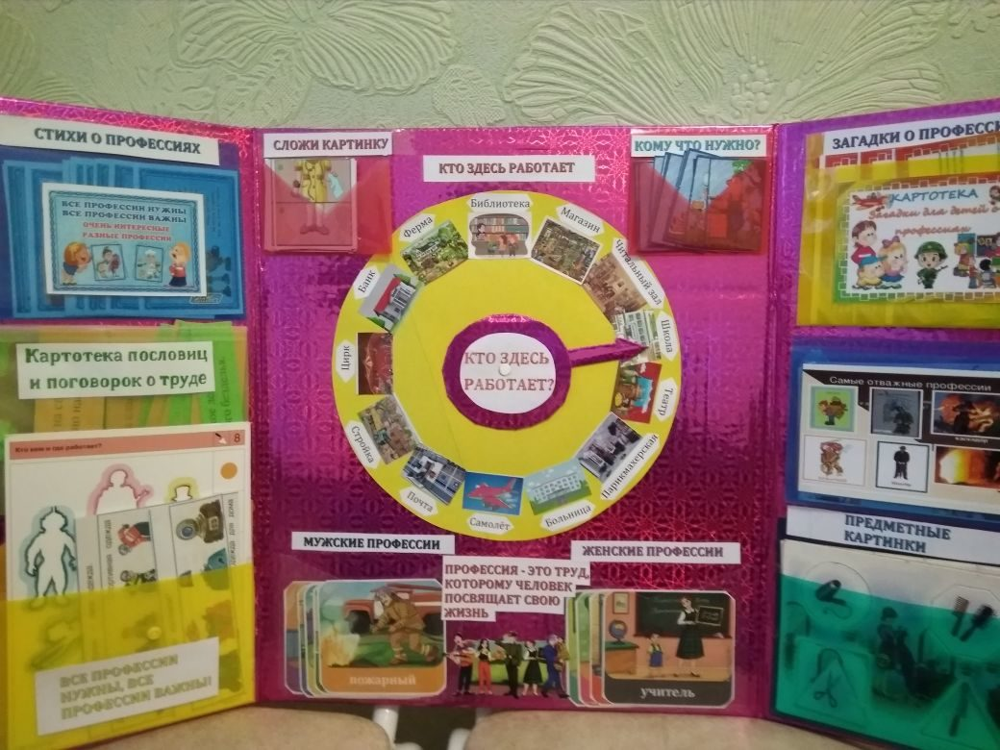 СТИХИ О ПРОФЕССИЯХ
ВСЕ ПРОФЕССИИ НУЖНЫ
ВСЕ ПРОФЕССИИ ВАЖНЫ
ОЧЕНЬ ИНТЕРЕСНЫЕ
РАЗНЫЕ ПРОФЕССИИ
Картотека пословиц
и поговорок о труде
Кто кем и где работает?
8
одежда
одежда для дома
ВСЕ ПРОФЕССИИ
НУЖНЫ, ВСЕ
ПРОФЕССИИ ВАЖНЫ!
СЛОЖИ КАРТИНКУ
КТО ЗДЕСЬ РАБОТАЕТ
КОМУ ЧТО НУЖНО?
Библиотека
Магазин
Читальный зал
Школа
Театр
Парикмахерская
Больница
Самолёт
Почта
Стройка
Цирк
Банк
Ферма
КТО ЗДЕСЬ
РАБОТАЕТ?
МУЖСКИЕ ПРОФЕССИИ
пожарный
ПРОФЕССИЯ - ЭТО ТРУД,
КОТОРОМУ ЧЕЛОВЕК
ПОСВЯЩАЕТ СВОЮ
ЖИЗНЬ
ЖЕНСКИЕ ПРОФЕССИИ
учитель
ЗАГАДКИ О ПРОФЕССИ
КАРТОТЕКА
загадки для детей о
профессиях
Самые отважные профессии
ПРЕДМЕТНЫЕ
КАРТИНКИ